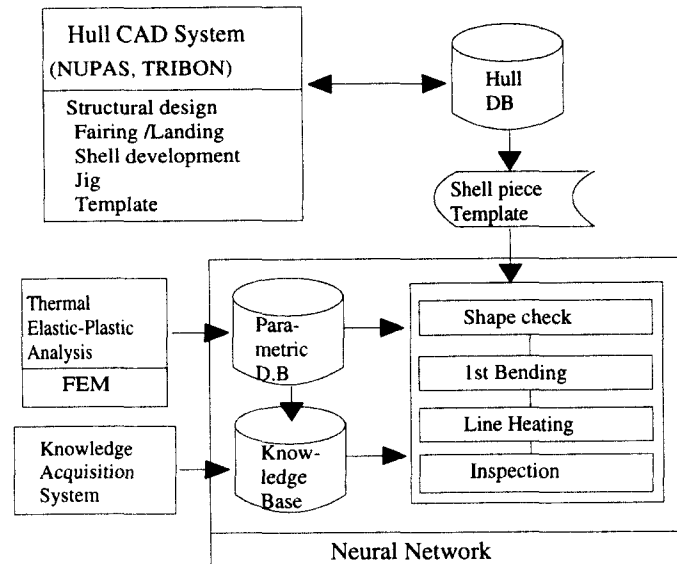 Hull CAD System
(NUPAS, TRIBON)
Structural design
Fairing /Landing
Shell development
Jig
Template
Hull
DB
Shell piece
Template
Thermal
Elastic-Plastic
Analysis
FEM
Para-
metric
D.B
Shape check
1st Bending
Line Heating
Inspection
Knowledge
Acquisition
System
Know-
ledge
Base
Neural Network